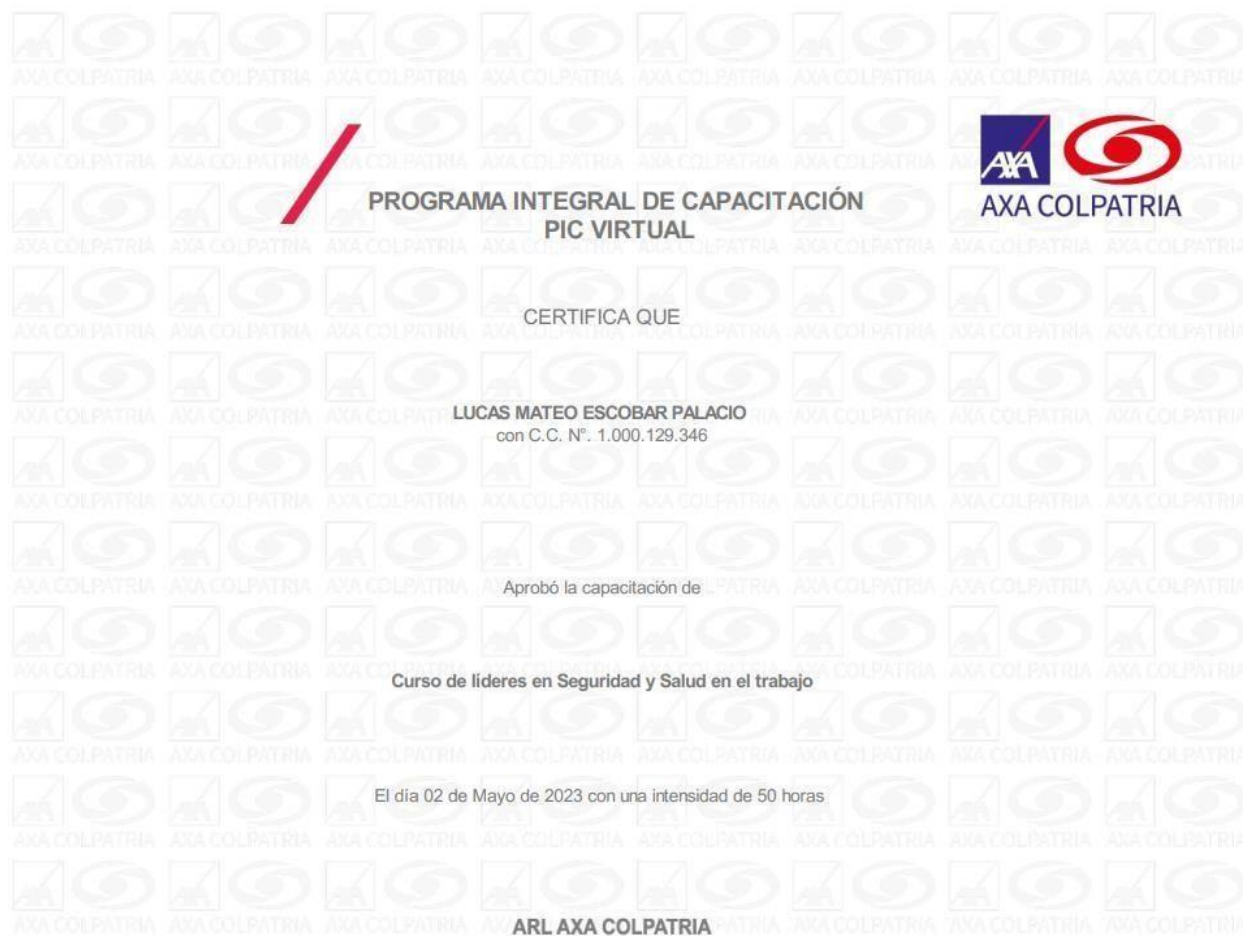 AXA COLPATRIA
PROGRAMA INTEGRAL DE CAPACITACIÓN
PIC VIRTUAL
CERTIFICA QUE
LUCAS MATEO ESCOBAR PALACIO
con C.C. N°. 1.000.129.346
Aprobó la capacitación de
Curso de líderes en Seguridad y Salud en el trabajo
El día 02 de Mayo de 2023 con una intensidad de 50 horas
ARL AXA COLPATRIA